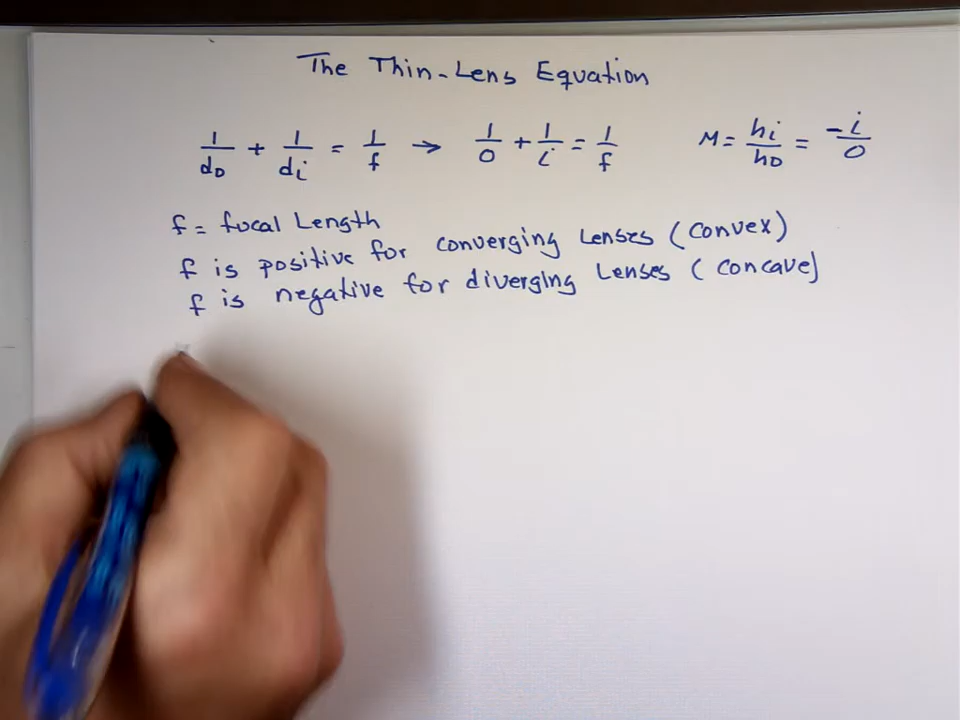 The Thin-Lens Equation
1/do + 1/di = 1/f → 1/o + 1/i = 1/f M = hi/ho = -i/o
f = focal Length
f is positive for converging Lenses (convex)
f is negative for diverging Lenses (concave)